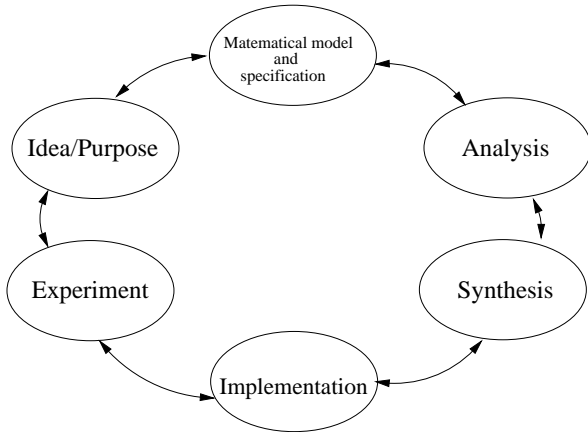 Matematical model
and
specification
Idea/Purpose
Analysis
Experiment
Synthesis
Implementation